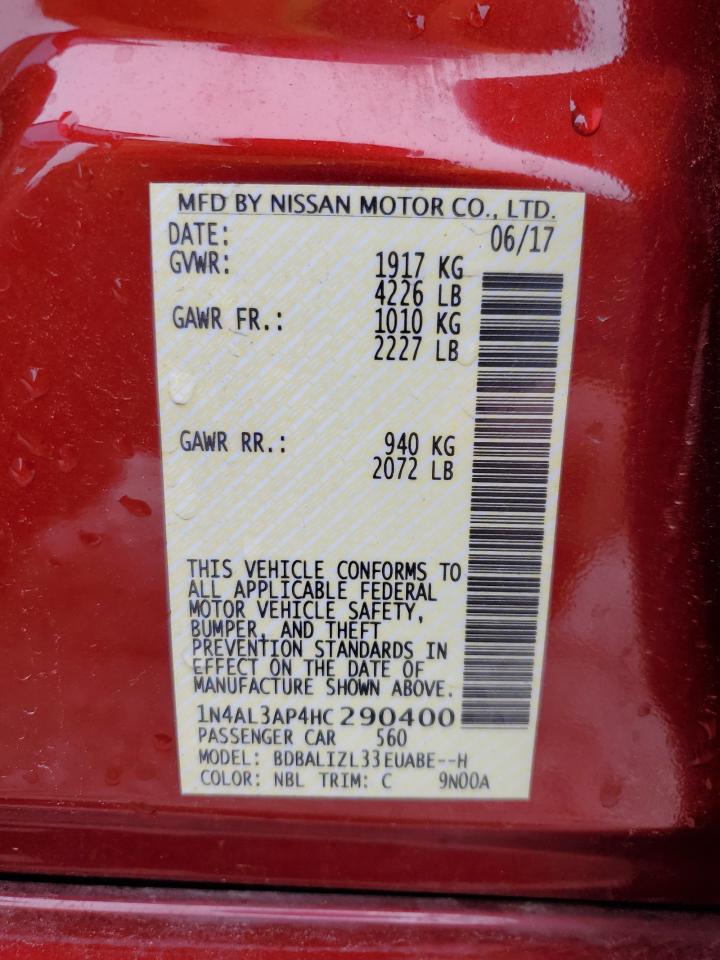 MFD BY NISSAN MOTOR CO., LTD.
DATE: 06/17
GVWR: 1917 KG
4226 LB
GAWR FR.: 1010 KG
2227 LB
GAWR RR.: 940 KG
2072 LB
THIS VEHICLE CONFORMS TO
ALL APPLICABLE FEDERAL
MOTOR VEHICLE SAFETY,
BUMPER, AND THEFT
PREVENTION STANDARDS IN
EFFECT ON THE DATE OF
MANUFACTURE SHOWN ABOVE.
1N4AL3AP4HC290400
PASSENGER CAR 560
MODEL: BDBALIZL33EUABE--H
COLOR: NBL TRIM: C 9N00A